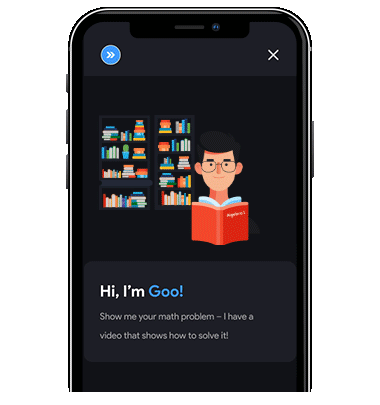 Algebra 1
Hi, I'm Goo!
Show me your math problem – I have a
video that shows how to solve it!